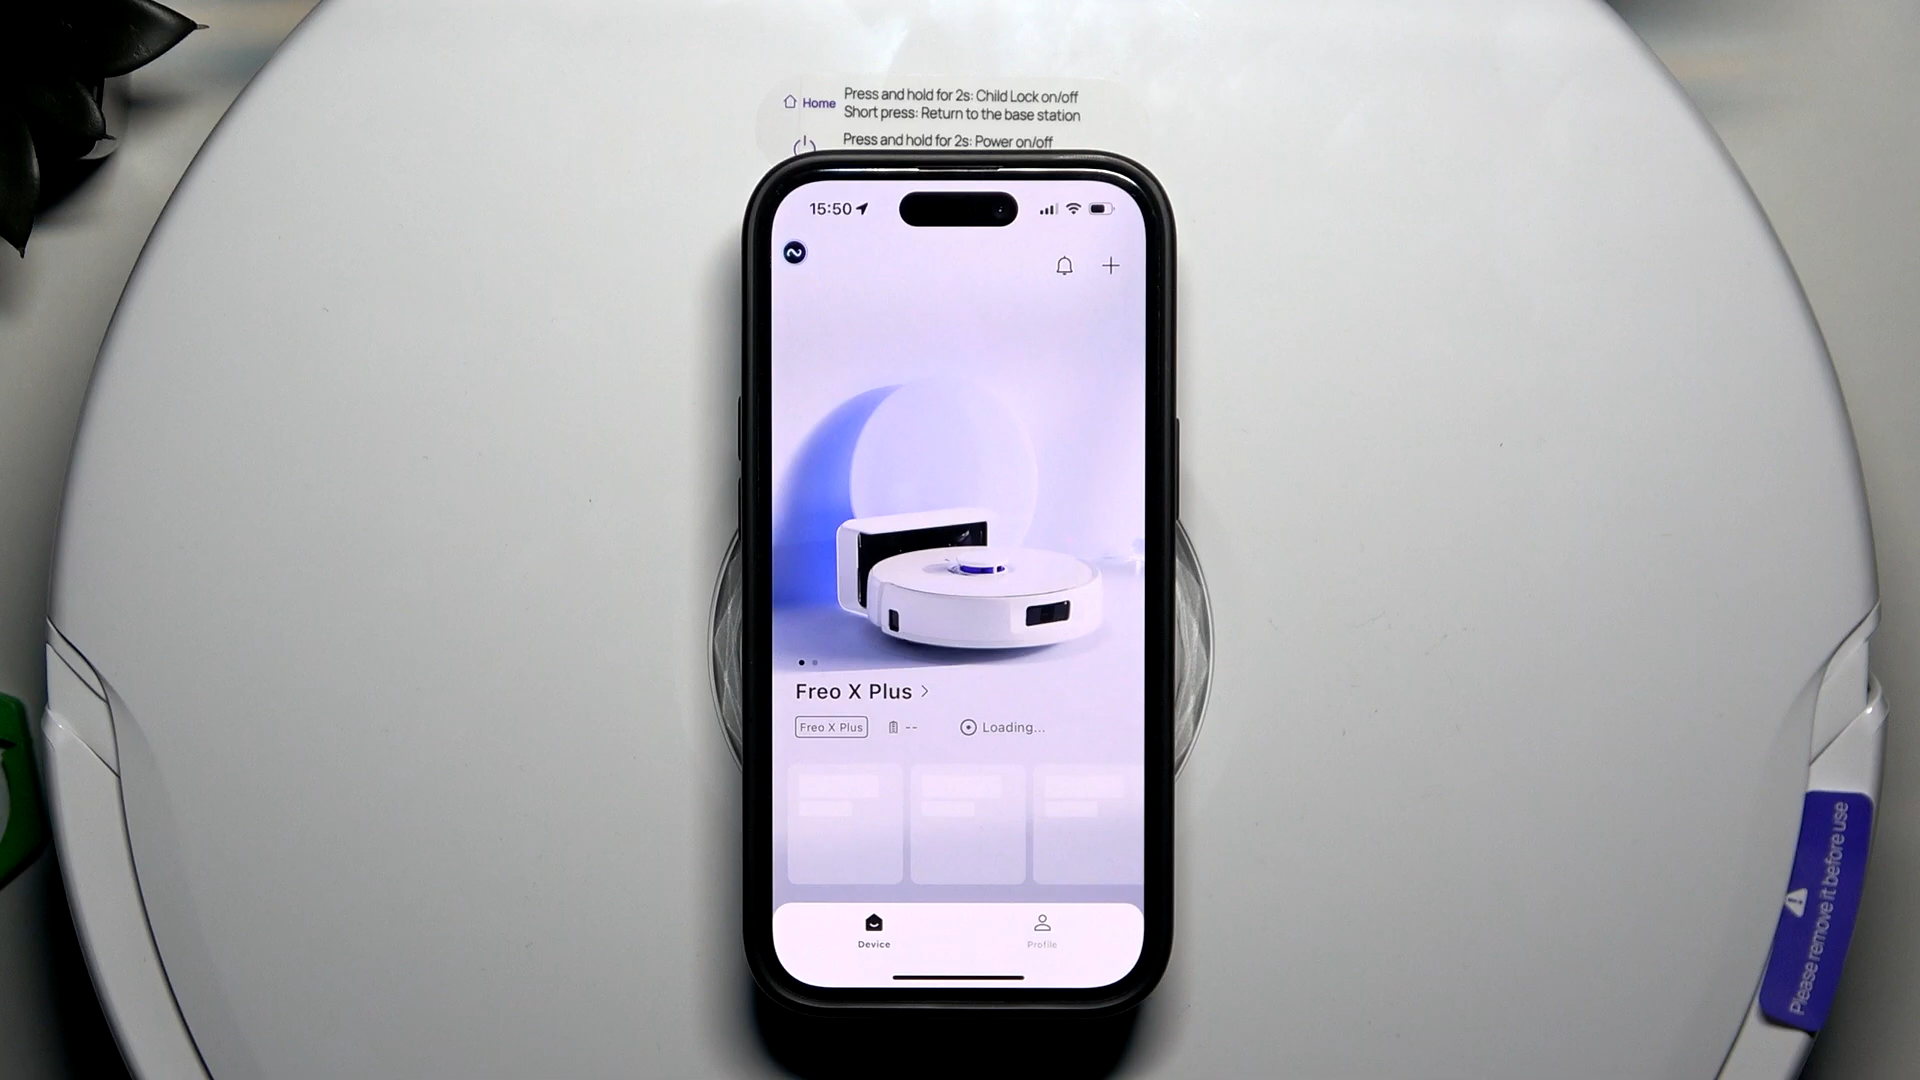 Home
Press and hold for 2s: Child Lock on/off
Short press: Return to the base station
Press and hold for 2s: Power on/off
15:50
Freo X Plus
Freo X Plus
--
Loading...
Device
Profile
Please remove it before use